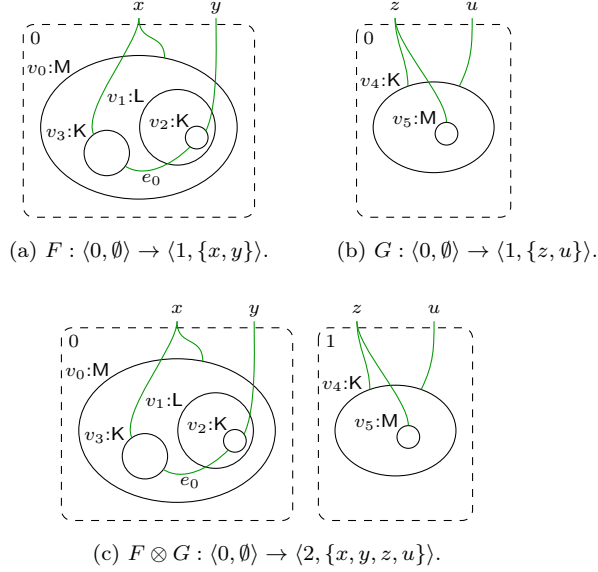 x y
0
v₀:M
v₁:L
v₂:K
v₃:K
e₀
z u
0
v₄:K
v₅:M
(a) F : ⟨0, ∅⟩ → ⟨1, {x, y}⟩.
(b) G : ⟨0, ∅⟩ → ⟨1, {z, u}⟩.
x y
0
v₀:M
v₁:L
v₂:K
v₃:K
e₀
z u
1
v₄:K
v₅:M
(c) F ⊗ G : ⟨0, ∅⟩ → ⟨2, {x, y, z, u}⟩.